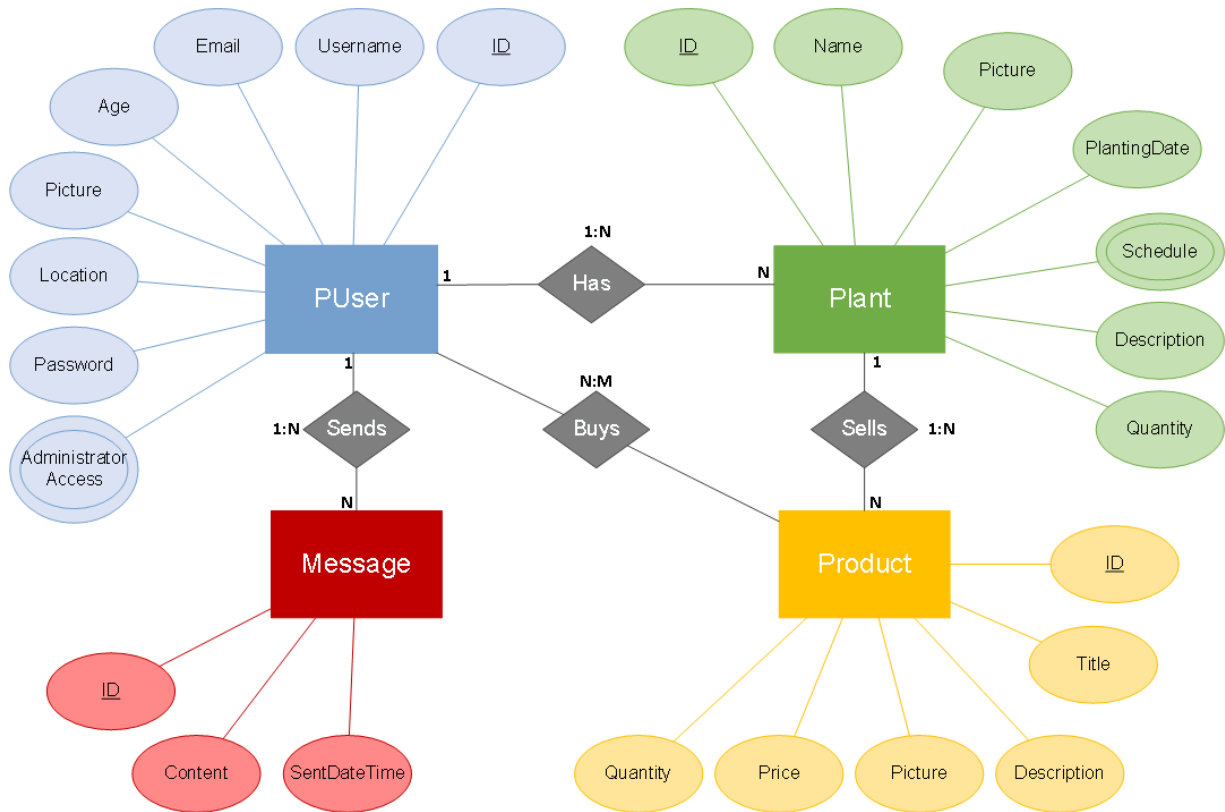 Email
Username
ID
ID
Name
Picture
Age
PlantingDate
Picture
1:N
Schedule
Location
PUser
1
Has
N
Plant
Description
Password
1
N:M
1
Quantity
1:N
Sends
Buys
Sells
1:N
Administrator
Access
N
N
Message
Product
ID
Title
ID
Content
SentDateTime
Quantity
Price
Picture
Description